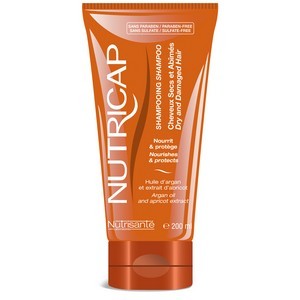 SANS PARABEN / PARABEN-FREE
SANS SULFATE / SULFATE-FREE
NUTRICAP
SHAMPOOING SHAMPOO
Cheveux Secs et Abîmés
Dry and Damaged Hair
Nourrit
& protège
Nourishes
& protects
Huile d'argan
et extrait d'abricot
Argan oil
and apricot extract
Nutrisanté
e 200 ml